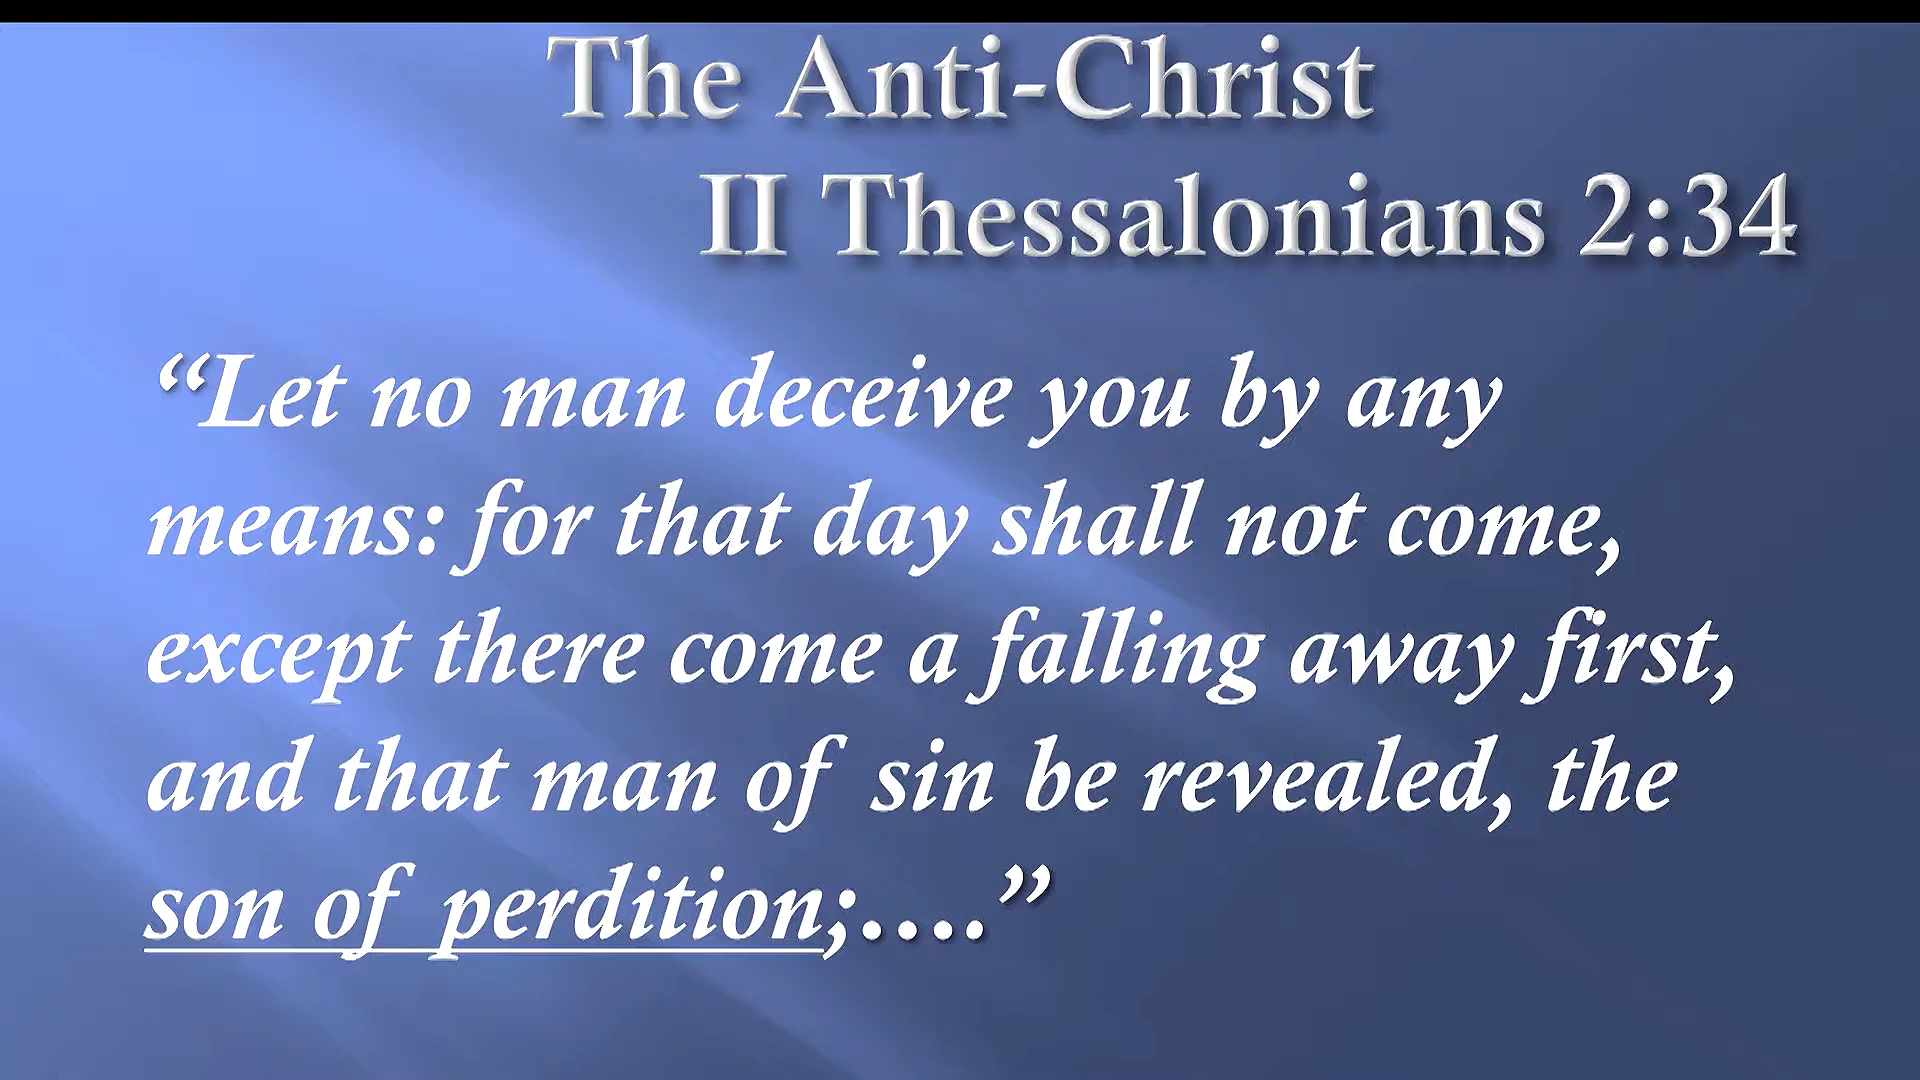 The Anti-Christ
II Thessalonians 2:34
“Let no man deceive you by any
means: for that day shall not come,
except there come a falling away first,
and that man of sin be revealed, the
son of perdition;....”